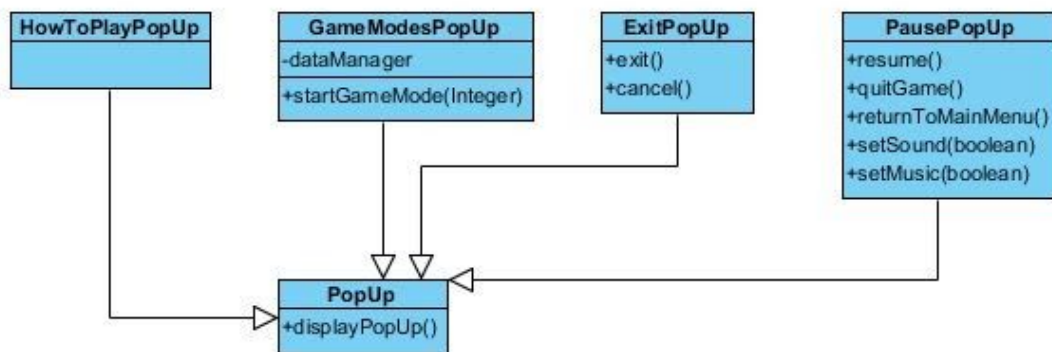 HowToPlayPopUp
GameModesPopUp
-dataManager
+startGameMode(Integer)
ExitPopUp
+exit()
+cancel()
PausePopUp
+resume()
+quitGame()
+returnToMainMenu()
+setSound(boolean)
+setMusic(boolean)
PopUp
+displayPopUp()